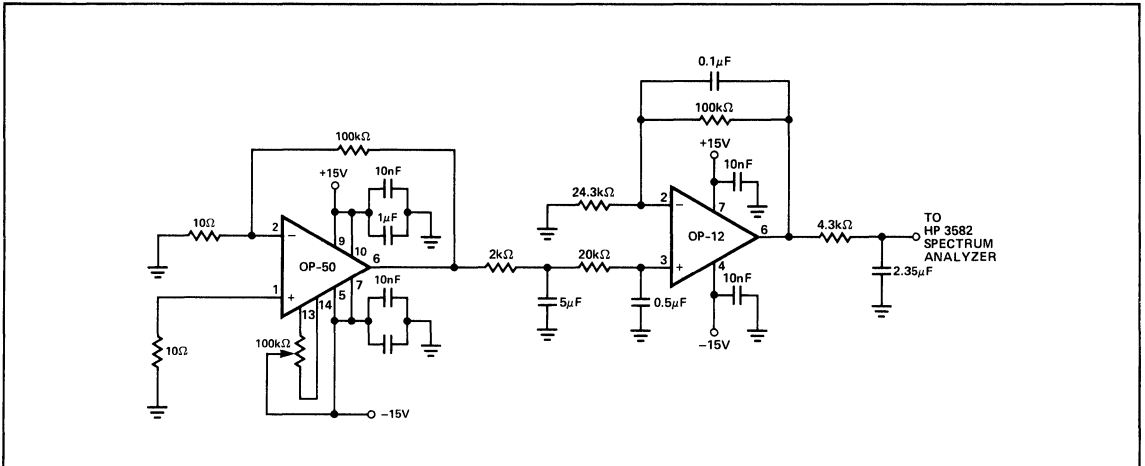 0.1μF
100kΩ
100kΩ
+15V
10nF
1μF
10Ω
2
9
10
OP-50
6
7
5
14
13
1
10nF
100kΩ
10Ω
−15V
2kΩ
5μF
20kΩ
0.5μF
24.3kΩ
+15V
10nF
2
7
OP-12
6
3
4
10nF
−15V
4.3kΩ
2.35μF
TO
HP 3582
SPECTRUM
ANALYZER
−
+
−
+